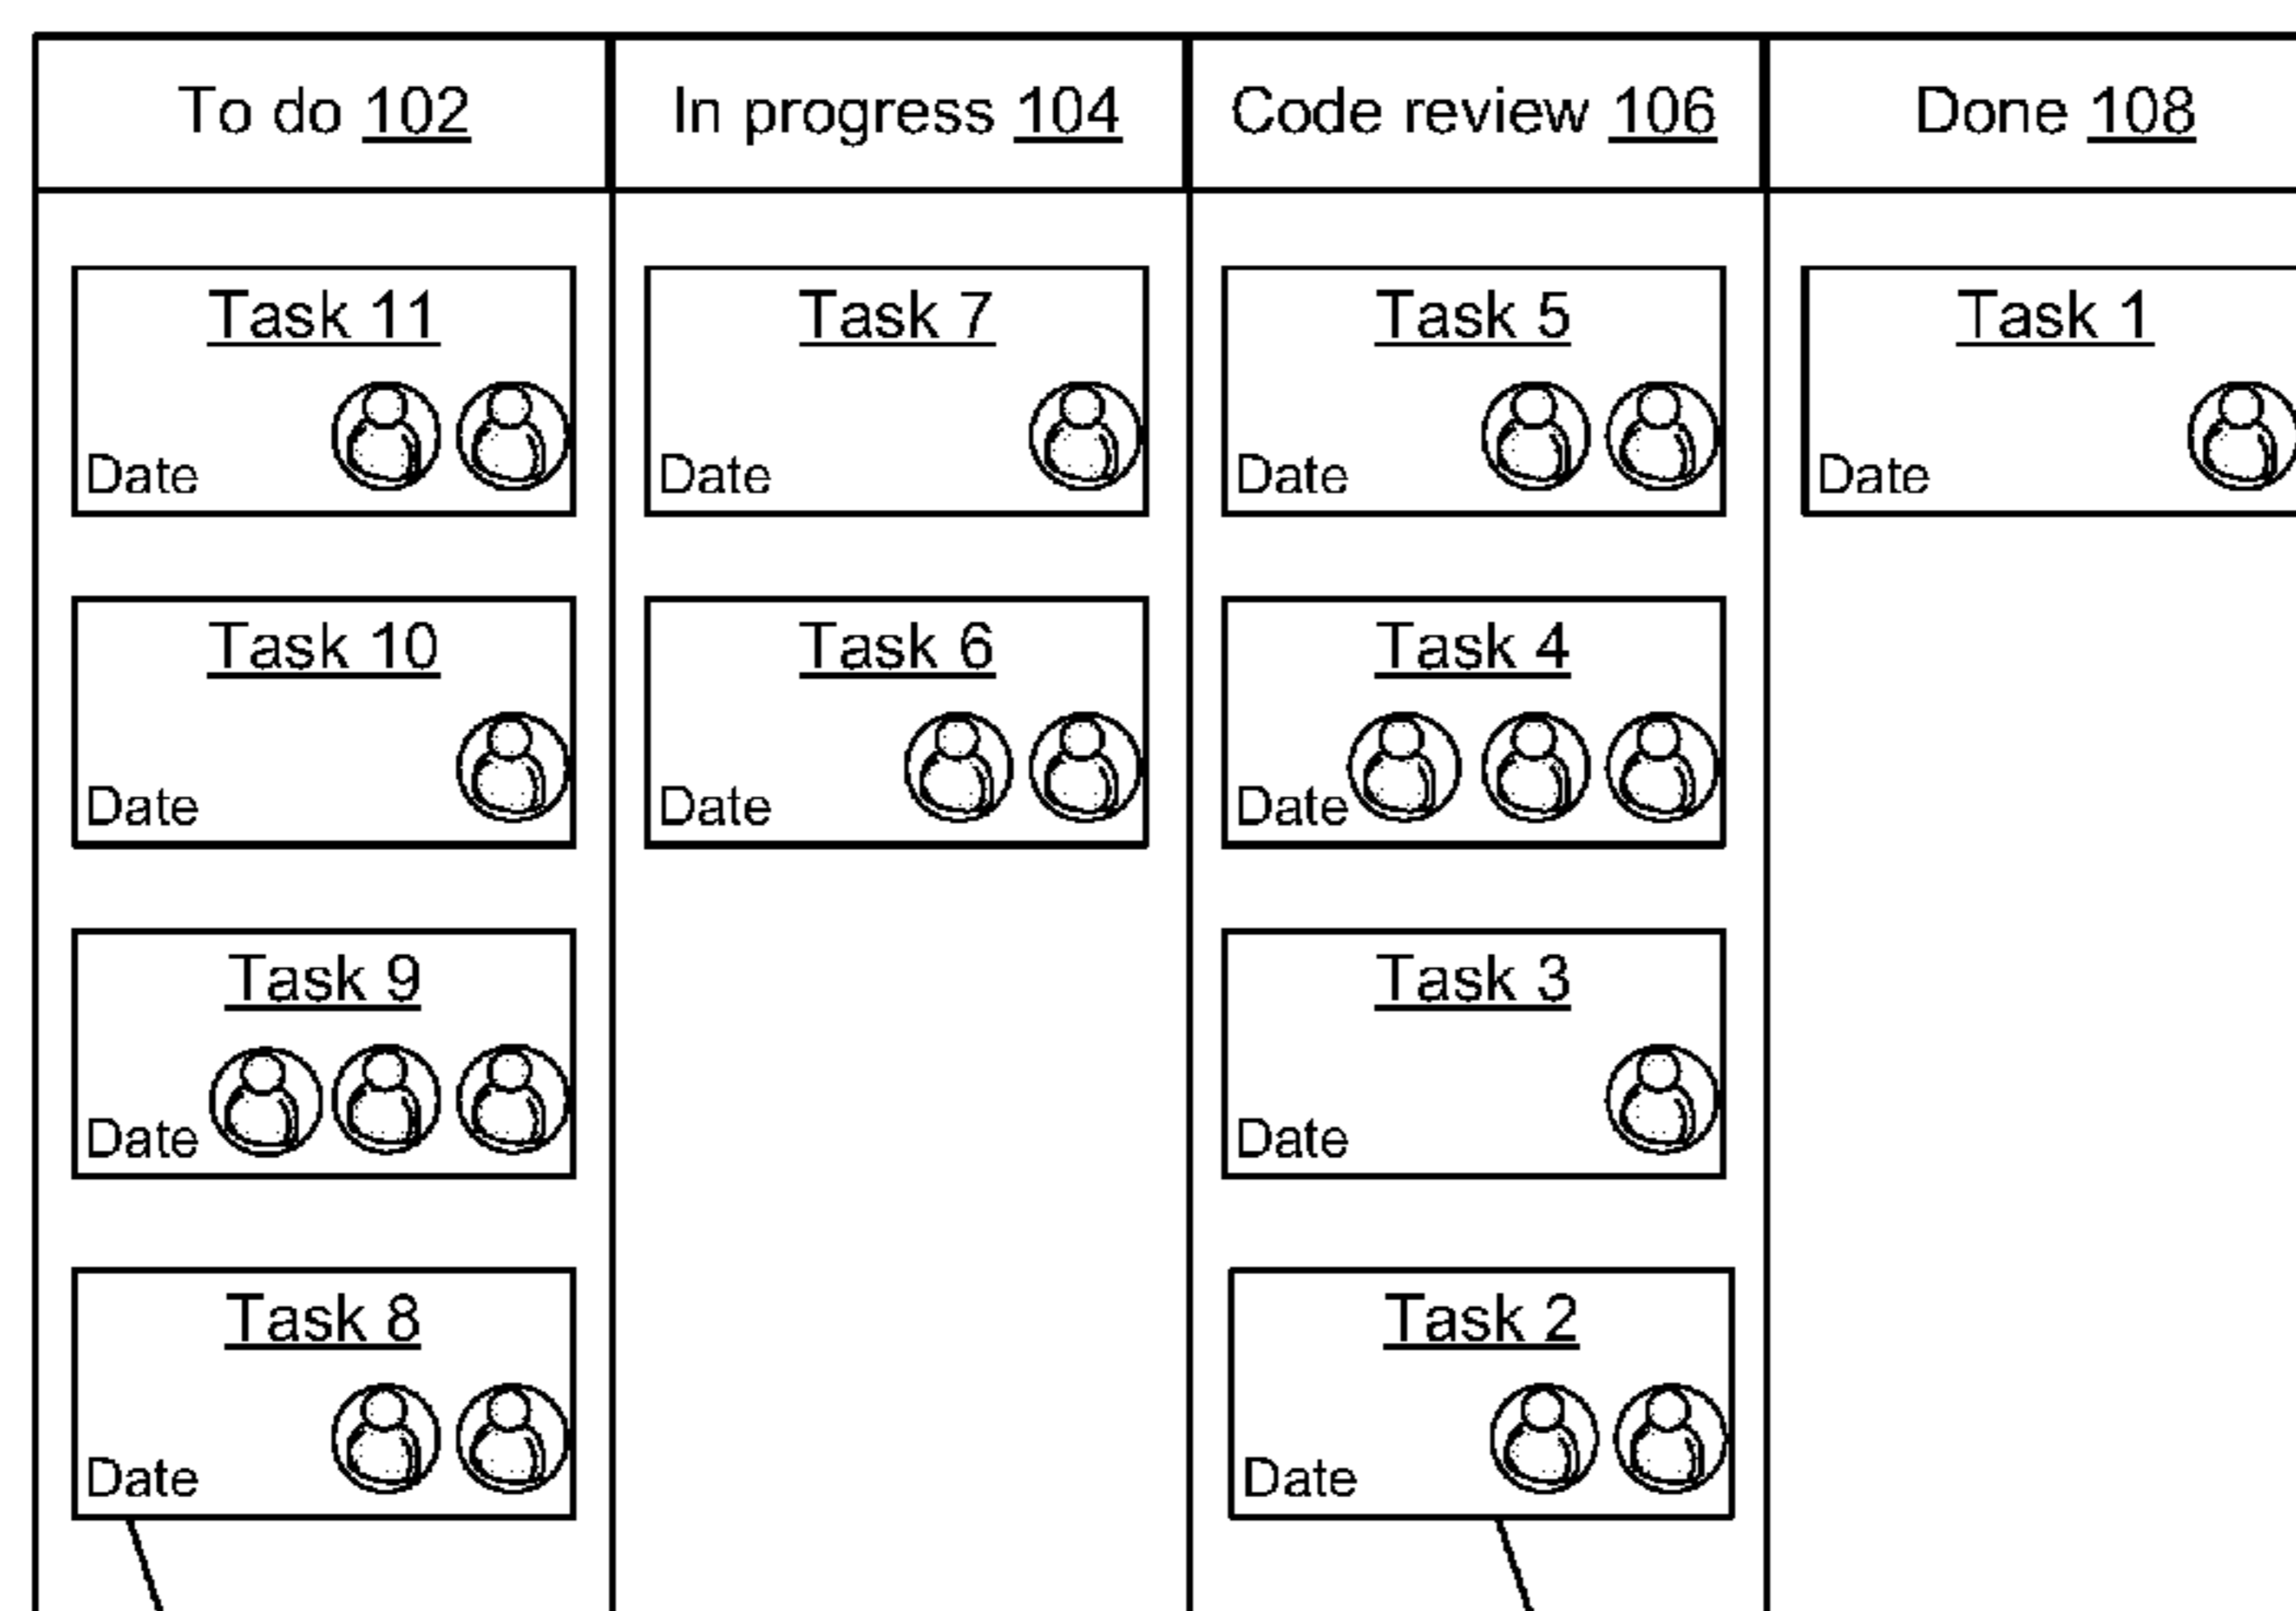 To do 102
In progress 104
Code review 106
Done 108
Task 11
Date
Task 7
Date
Task 5
Date
Task 1
Date
Task 10
Date
Task 6
Date
Task 4
Date
Task 9
Date
Task 3
Date
Task 8
Date
Task 2
Date